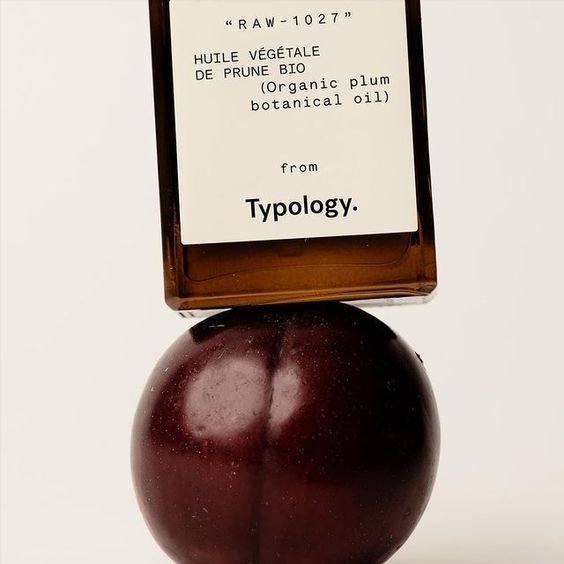 “RAW-1027”
HUILE VÉGÉTALE
DE PRUNE BIO
(Organic plum
botanical oil)
from
Typology.